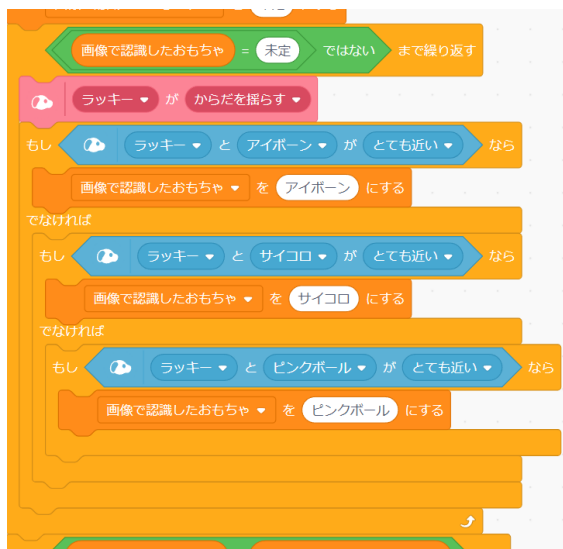 画像で認識したおもちゃ = 未定 ではない まで繰り返す
ラッキー が からだを揺らす
もし ラッキー と アイボーン が とても近い なら
画像で認識したおもちゃ を アイボーン にする
でなければ
もし ラッキー と サイコロ が とても近い なら
画像で認識したおもちゃ を サイコロ にする
でなければ
もし ラッキー と ピンクボール が とても近い なら
画像で認識したおもちゃ を ピンクボール にする